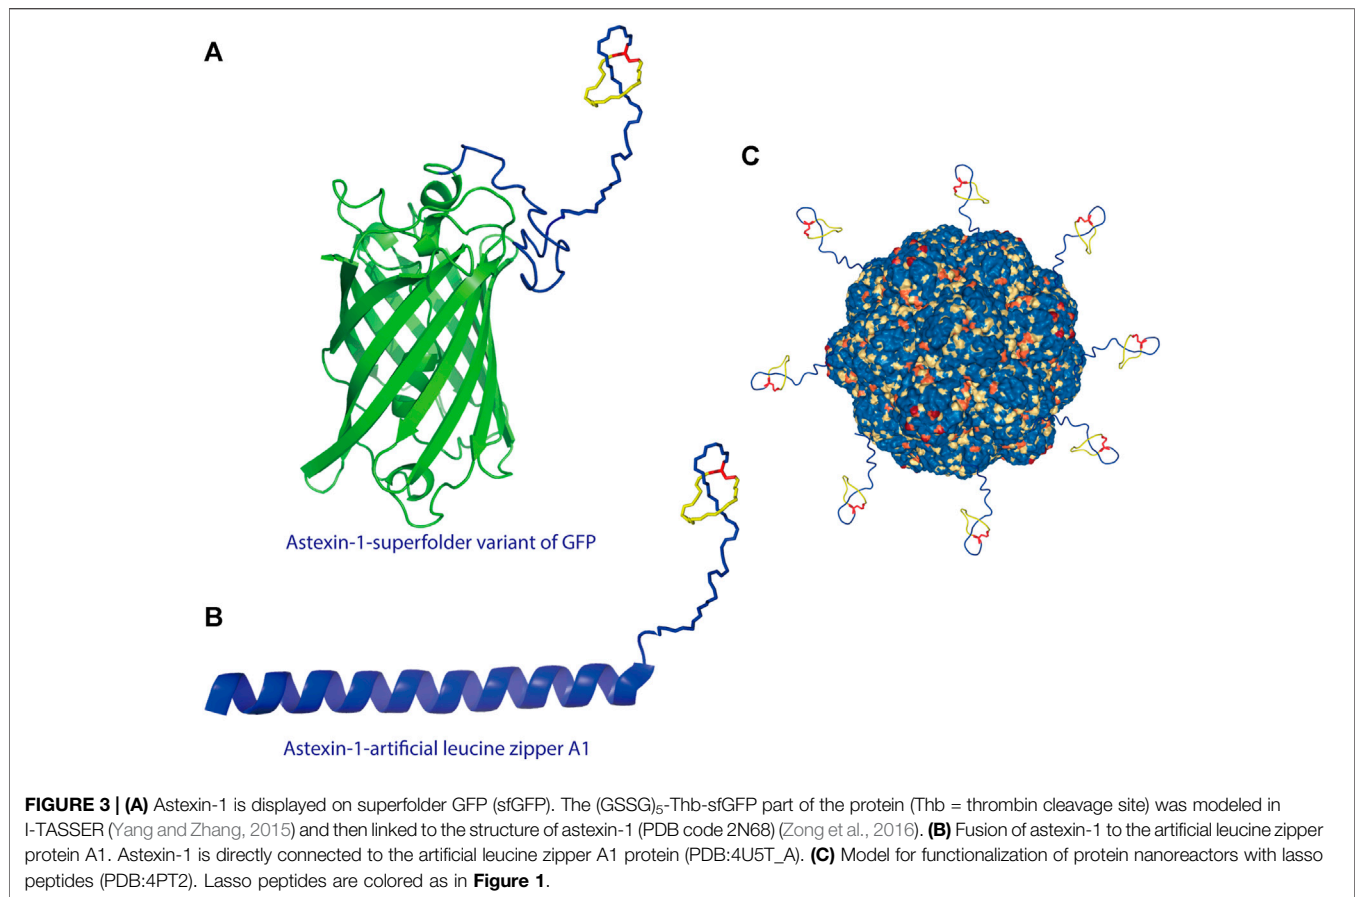 A
C
Astexin-1-superfolder variant of GFP
B
Astexin-1-artificial leucine zipper A1
FIGURE 3 | (A) Astexin-1 is displayed on superfolder GFP (sfGFP). The (GSSG)₅-Thb-sfGFP part of the protein (Thb = thrombin cleavage site) was modeled in
I-TASSER (Yang and Zhang, 2015) and then linked to the structure of astexin-1 (PDB code 2N68) (Zong et al., 2016). (B) Fusion of astexin-1 to the artificial leucine zipper
protein A1. Astexin-1 is directly connected to the artificial leucine zipper A1 protein (PDB:4U5T_A). (C) Model for functionalization of protein nanoreactors with lasso
peptides (PDB:4PT2). Lasso peptides are colored as in Figure 1.